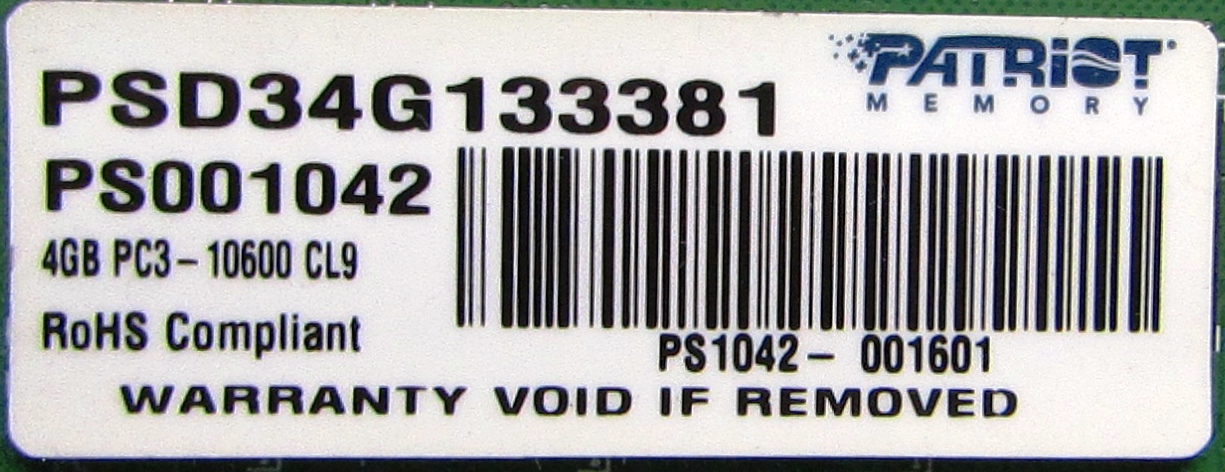 PATRIOT
MEMORY
PSD34G133381
PS001042
4GB PC3-10600 CL9
RoHS Compliant
PS1042- 001601
WARRANTY VOID IF REMOVED